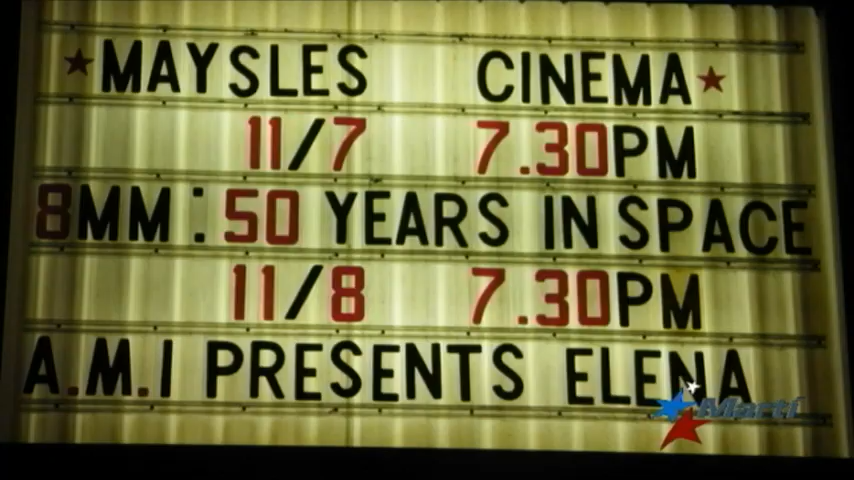 MAYSLES CINEMA
11/7 7.30PM
8MM: 50 YEARS IN SPACE
11/8 7.30PM
A.M.I PRESENTS ELENA
Martí